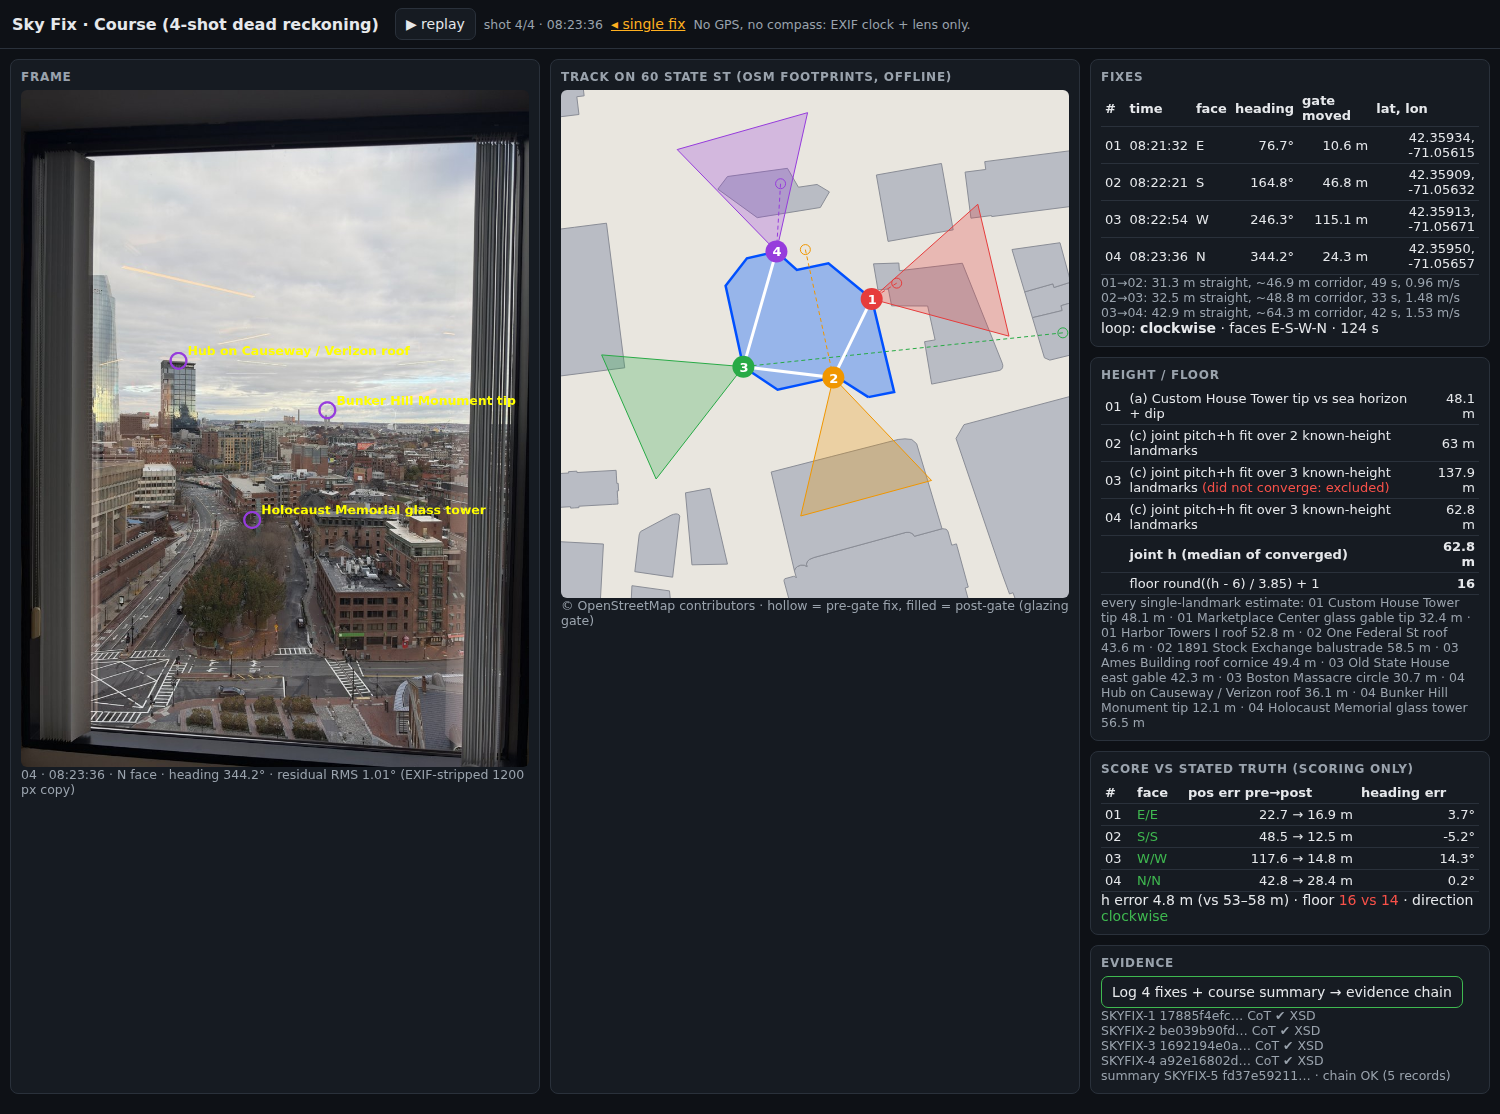 Sky Fix · Course (4-shot dead reckoning) ▶ replay shot 4/4 · 08:23:36 ◂ single fix No GPS, no compass: EXIF clock + lens only.
FRAME
Hub on Causeway / Verizon roof
Bunker Hill Monument tip
Holocaust Memorial glass tower
04 · 08:23:36 · N face · heading 344.2° · residual RMS 1.01° (EXIF-stripped 1200
px copy)
TRACK ON 60 STATE ST (OSM FOOTPRINTS, OFFLINE)
4
1
3
2
© OpenStreetMap contributors · hollow = pre-gate fix, filled = post-gate (glazing
gate)
FIXES
# time face heading gate moved lat, lon
01 08:21:32 E 76.7° 10.6 m 42.35934, -71.05615
02 08:22:21 S 164.8° 46.8 m 42.35909, -71.05632
03 08:22:54 W 246.3° 115.1 m 42.35913, -71.05671
04 08:23:36 N 344.2° 24.3 m 42.35950, -71.05657
01→02: 31.3 m straight, ~46.9 m corridor, 49 s, 0.96 m/s
02→03: 32.5 m straight, ~48.8 m corridor, 33 s, 1.48 m/s
03→04: 42.9 m straight, ~64.3 m corridor, 42 s, 1.53 m/s
loop: clockwise · faces E-S-W-N · 124 s
HEIGHT / FLOOR
01 (a) Custom House Tower tip vs sea horizon + dip 48.1 m
02 (c) joint pitch+h fit over 2 known-height landmarks 63 m
03 (c) joint pitch+h fit over 3 known-height landmarks (did not converge: excluded) 137.9 m
04 (c) joint pitch+h fit over 3 known-height landmarks 62.8 m
joint h (median of converged) 62.8 m
floor round((h - 6) / 3.85) + 1 16
every single-landmark estimate: 01 Custom House Tower
tip 48.1 m · 01 Marketplace Center glass gable tip 32.4 m ·
01 Harbor Towers I roof 52.8 m · 02 One Federal St roof
43.6 m · 02 1891 Stock Exchange balustrade 58.5 m · 03
Ames Building roof cornice 49.4 m · 03 Old State House
east gable 42.3 m · 03 Boston Massacre circle 30.7 m · 04
Hub on Causeway / Verizon roof 36.1 m · 04 Bunker Hill
Monument tip 12.1 m · 04 Holocaust Memorial glass tower
56.5 m
SCORE VS STATED TRUTH (SCORING ONLY)
# face pos err pre→post heading err
01 E/E 22.7 → 16.9 m 3.7°
02 S/S 48.5 → 12.5 m -5.2°
03 W/W 117.6 → 14.8 m 14.3°
04 N/N 42.8 → 28.4 m 0.2°
h error 4.8 m (vs 53–58 m) · floor 16 vs 14 · direction
clockwise
EVIDENCE
Log 4 fixes + course summary → evidence chain
SKYFIX-1 17885f4efc… CoT ✔ XSD
SKYFIX-2 be039b90fd… CoT ✔ XSD
SKYFIX-3 1692194e0a… CoT ✔ XSD
SKYFIX-4 a92e16802d… CoT ✔ XSD
summary SKYFIX-5 fd37e59211… · chain OK (5 records)